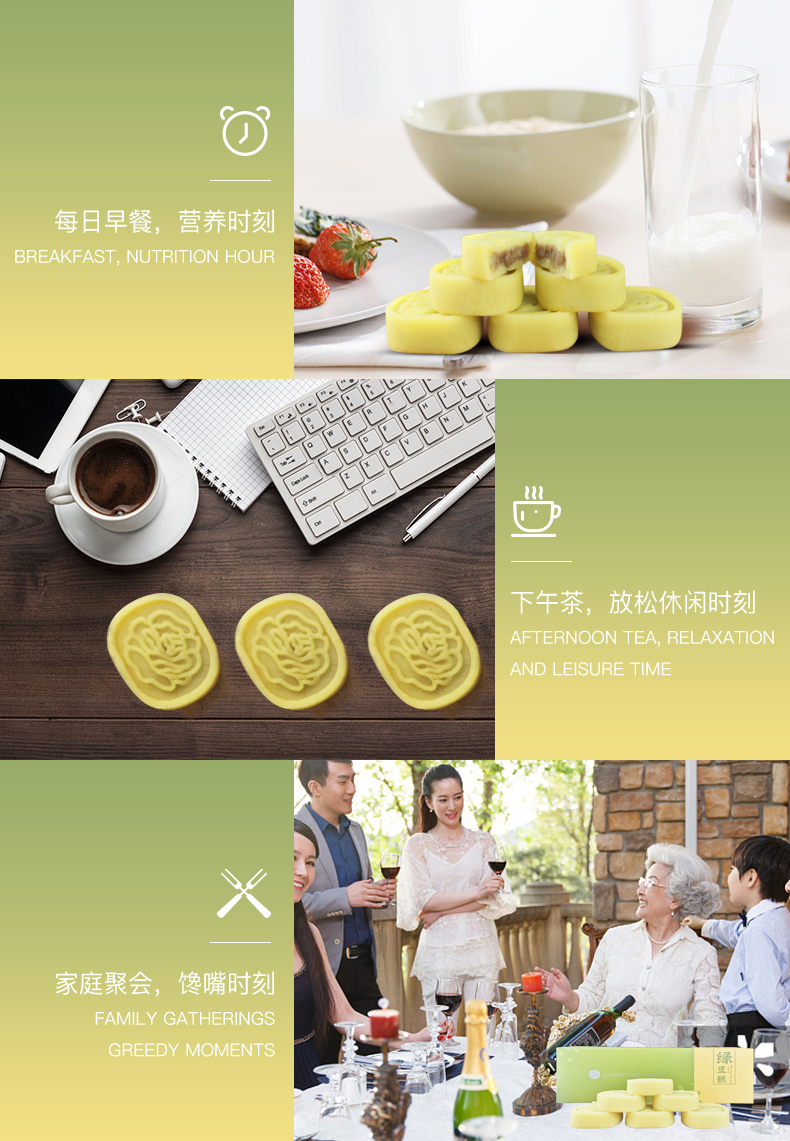 每日早餐，营养时刻
BREAKFAST, NUTRITION HOUR
下午茶，放松休闲时刻
AFTERNOON TEA, RELAXATION
AND LEISURE TIME
家庭聚会，馋嘴时刻
FAMILY GATHERINGS
GREEDY MOMENTS
绿豆糕